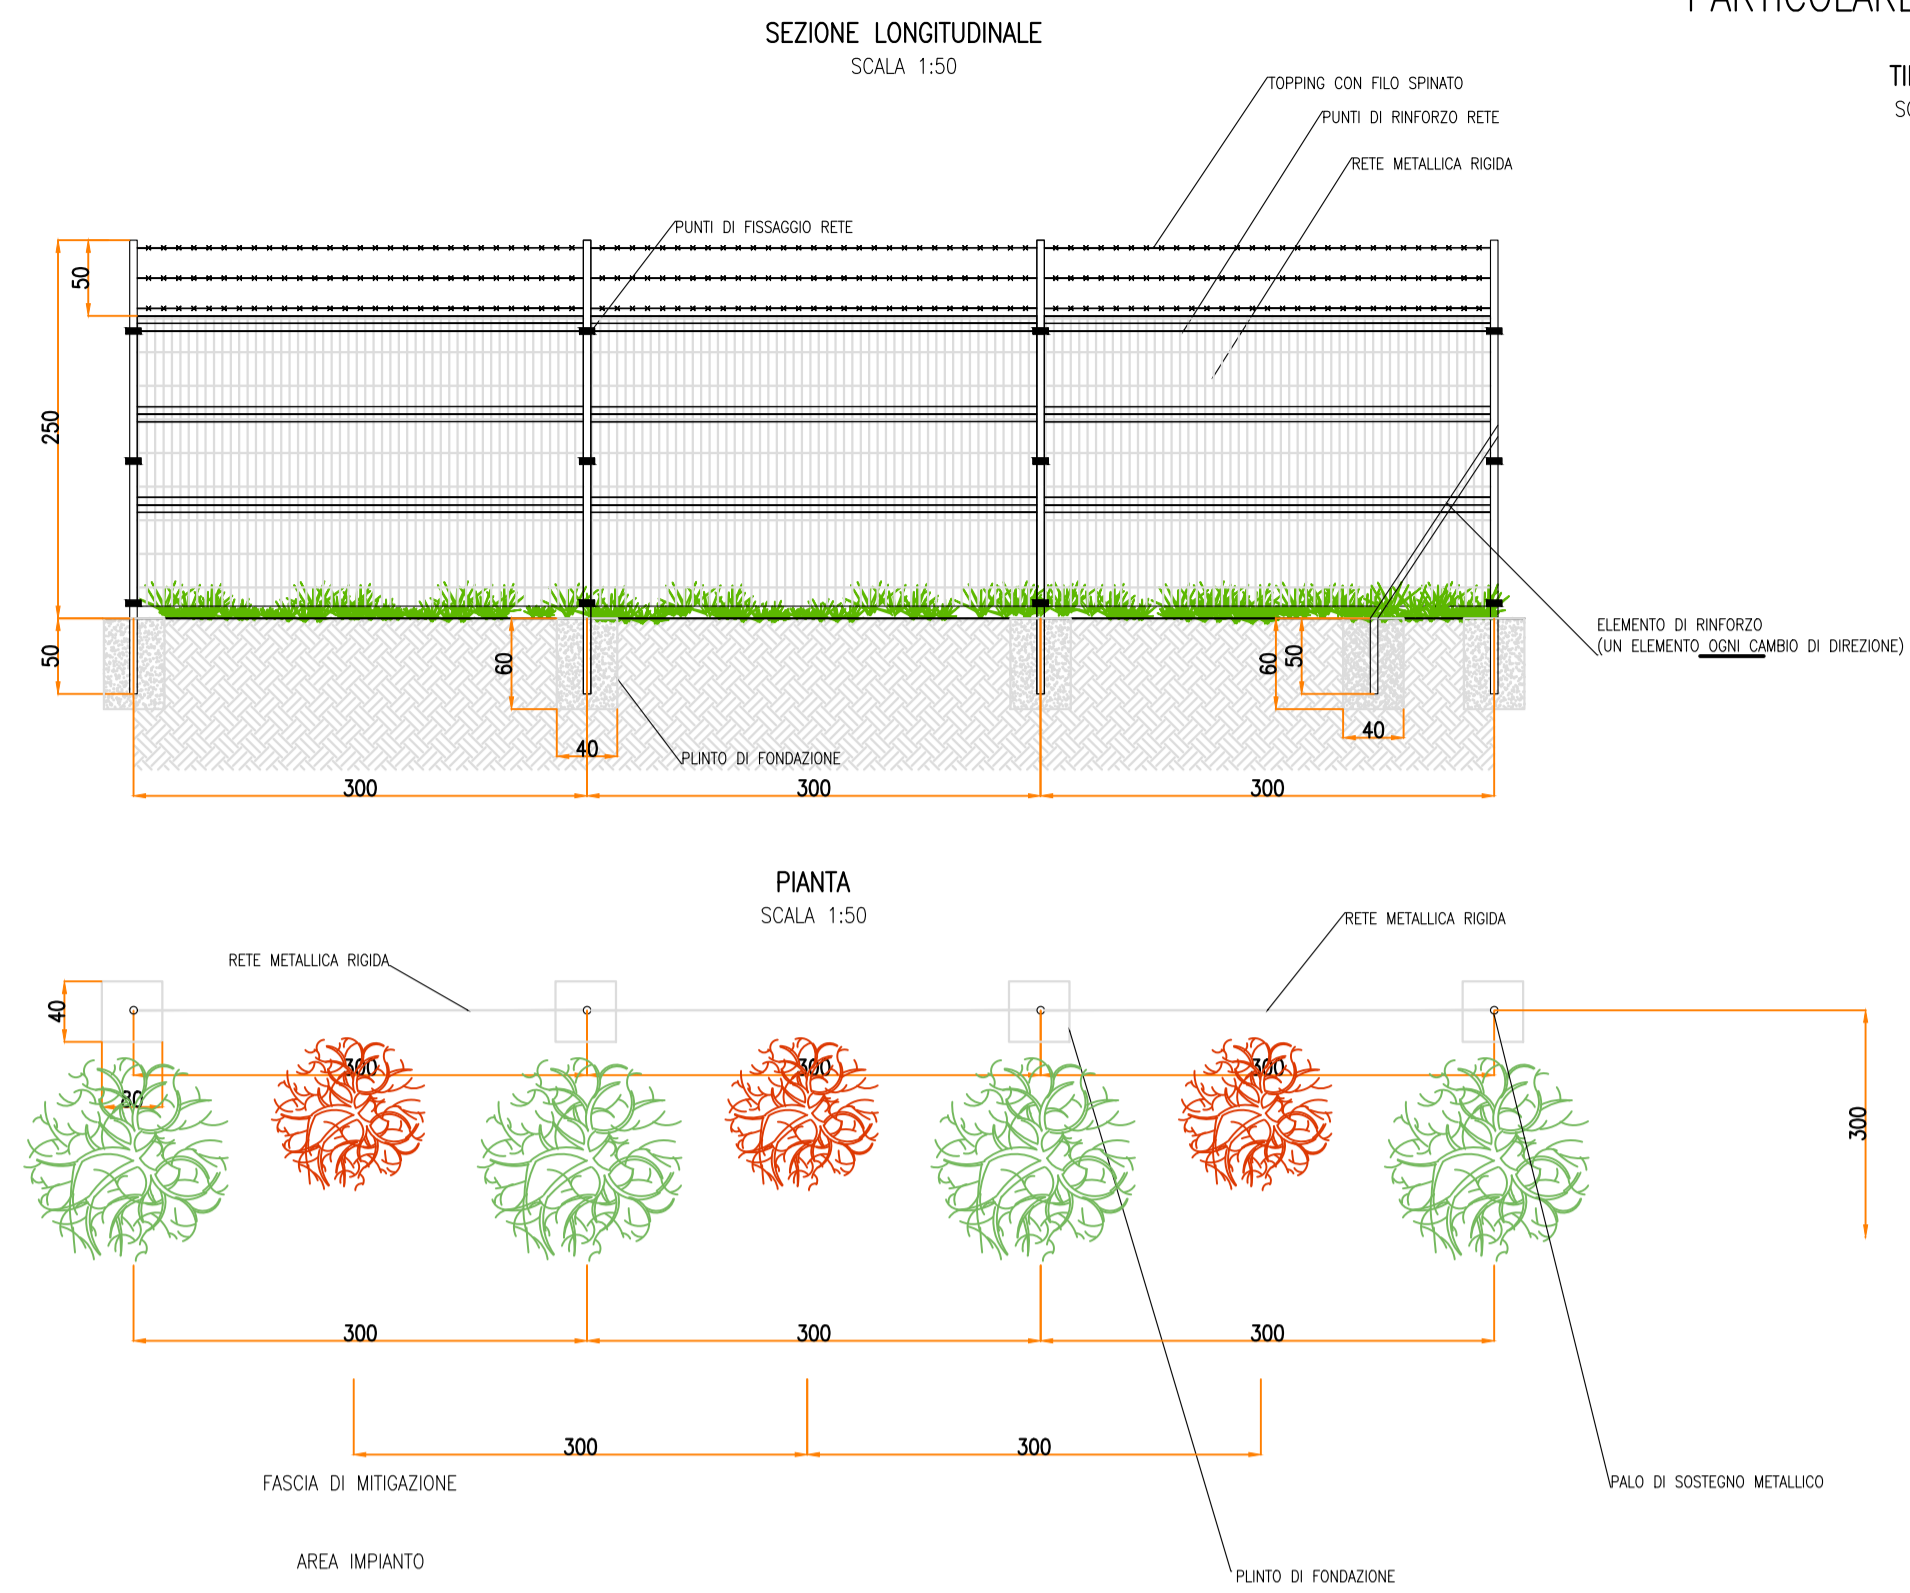 SEZIONE LONGITUDINALE
SCALA 1:50
TOPPING CON FILO SPINATO
PUNTI DI RINFORZO RETE
RETE METALLICA RIGIDA
PUNTI DI FISSAGGIO RETE
50
250
50
60
40
60
50
40
ELEMENTO DI RINFORZO
(UN ELEMENTO OGNI CAMBIO DI DIREZIONE)
PLINTO DI FONDAZIONE
300
300
300
PIANTA
SCALA 1:50
RETE METALLICA RIGIDA
RETE METALLICA RIGIDA
40
300
300
300
80
300
300
300
300
300
300
FASCIA DI MITIGAZIONE
PALO DI SOSTEGNO METALLICO
AREA IMPIANTO
PLINTO DI FONDAZIONE